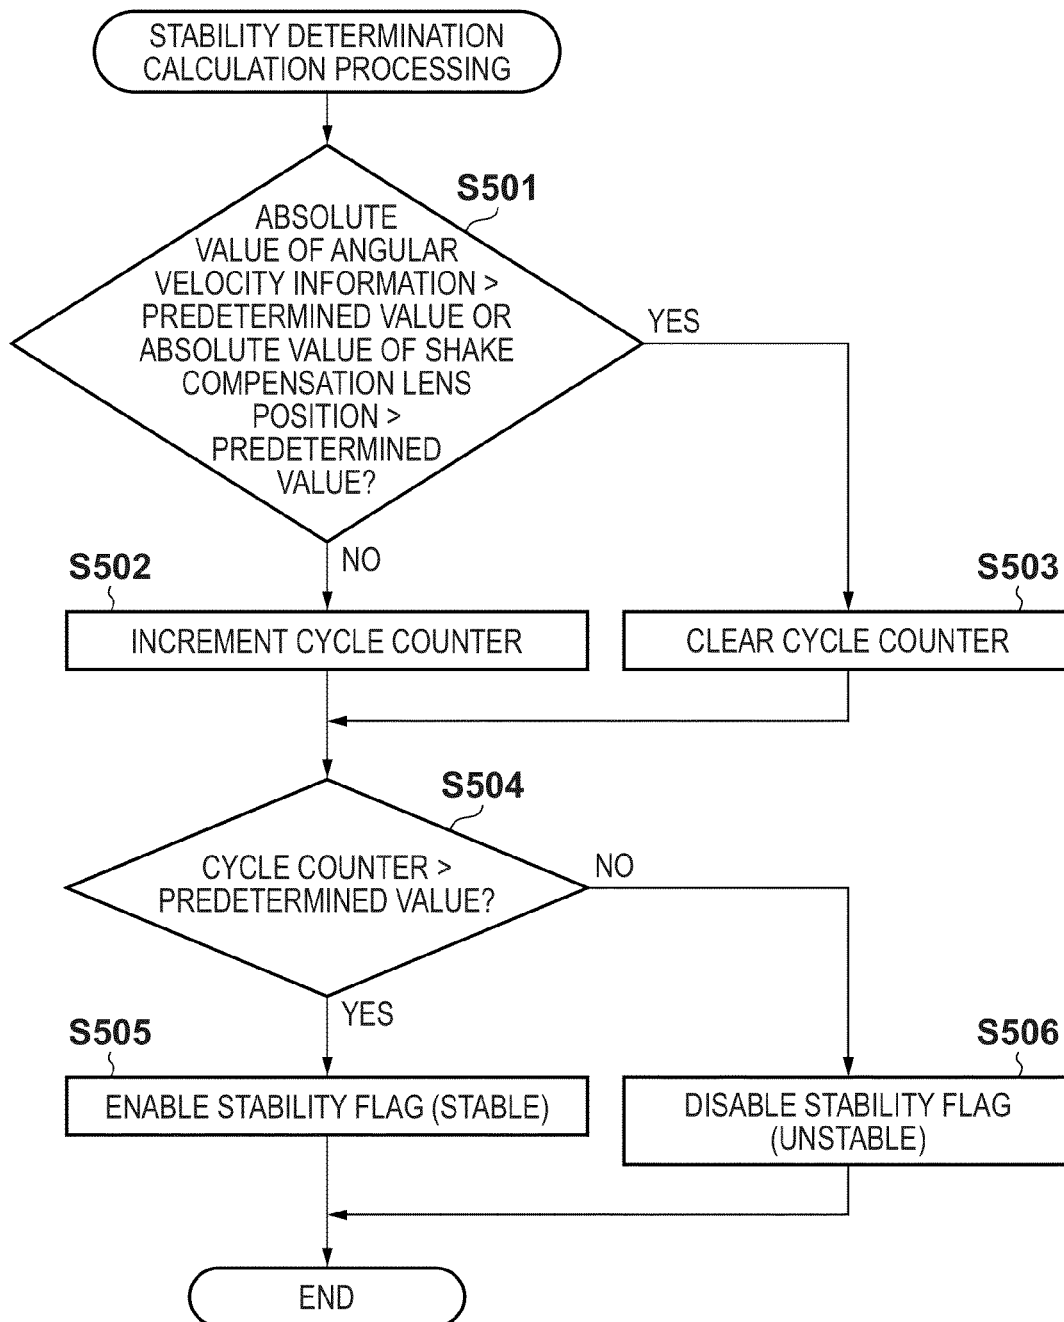 STABILITY DETERMINATION
CALCULATION PROCESSING
S501
ABSOLUTE
VALUE OF ANGULAR
VELOCITY INFORMATION >
PREDETERMINED VALUE OR
ABSOLUTE VALUE OF SHAKE
COMPENSATION LENS
POSITION >
PREDETERMINED
VALUE?
YES
NO
S502
INCREMENT CYCLE COUNTER
S503
CLEAR CYCLE COUNTER
S504
CYCLE COUNTER >
PREDETERMINED VALUE?
NO
YES
S505
ENABLE STABILITY FLAG (STABLE)
S506
DISABLE STABILITY FLAG
(UNSTABLE)
END